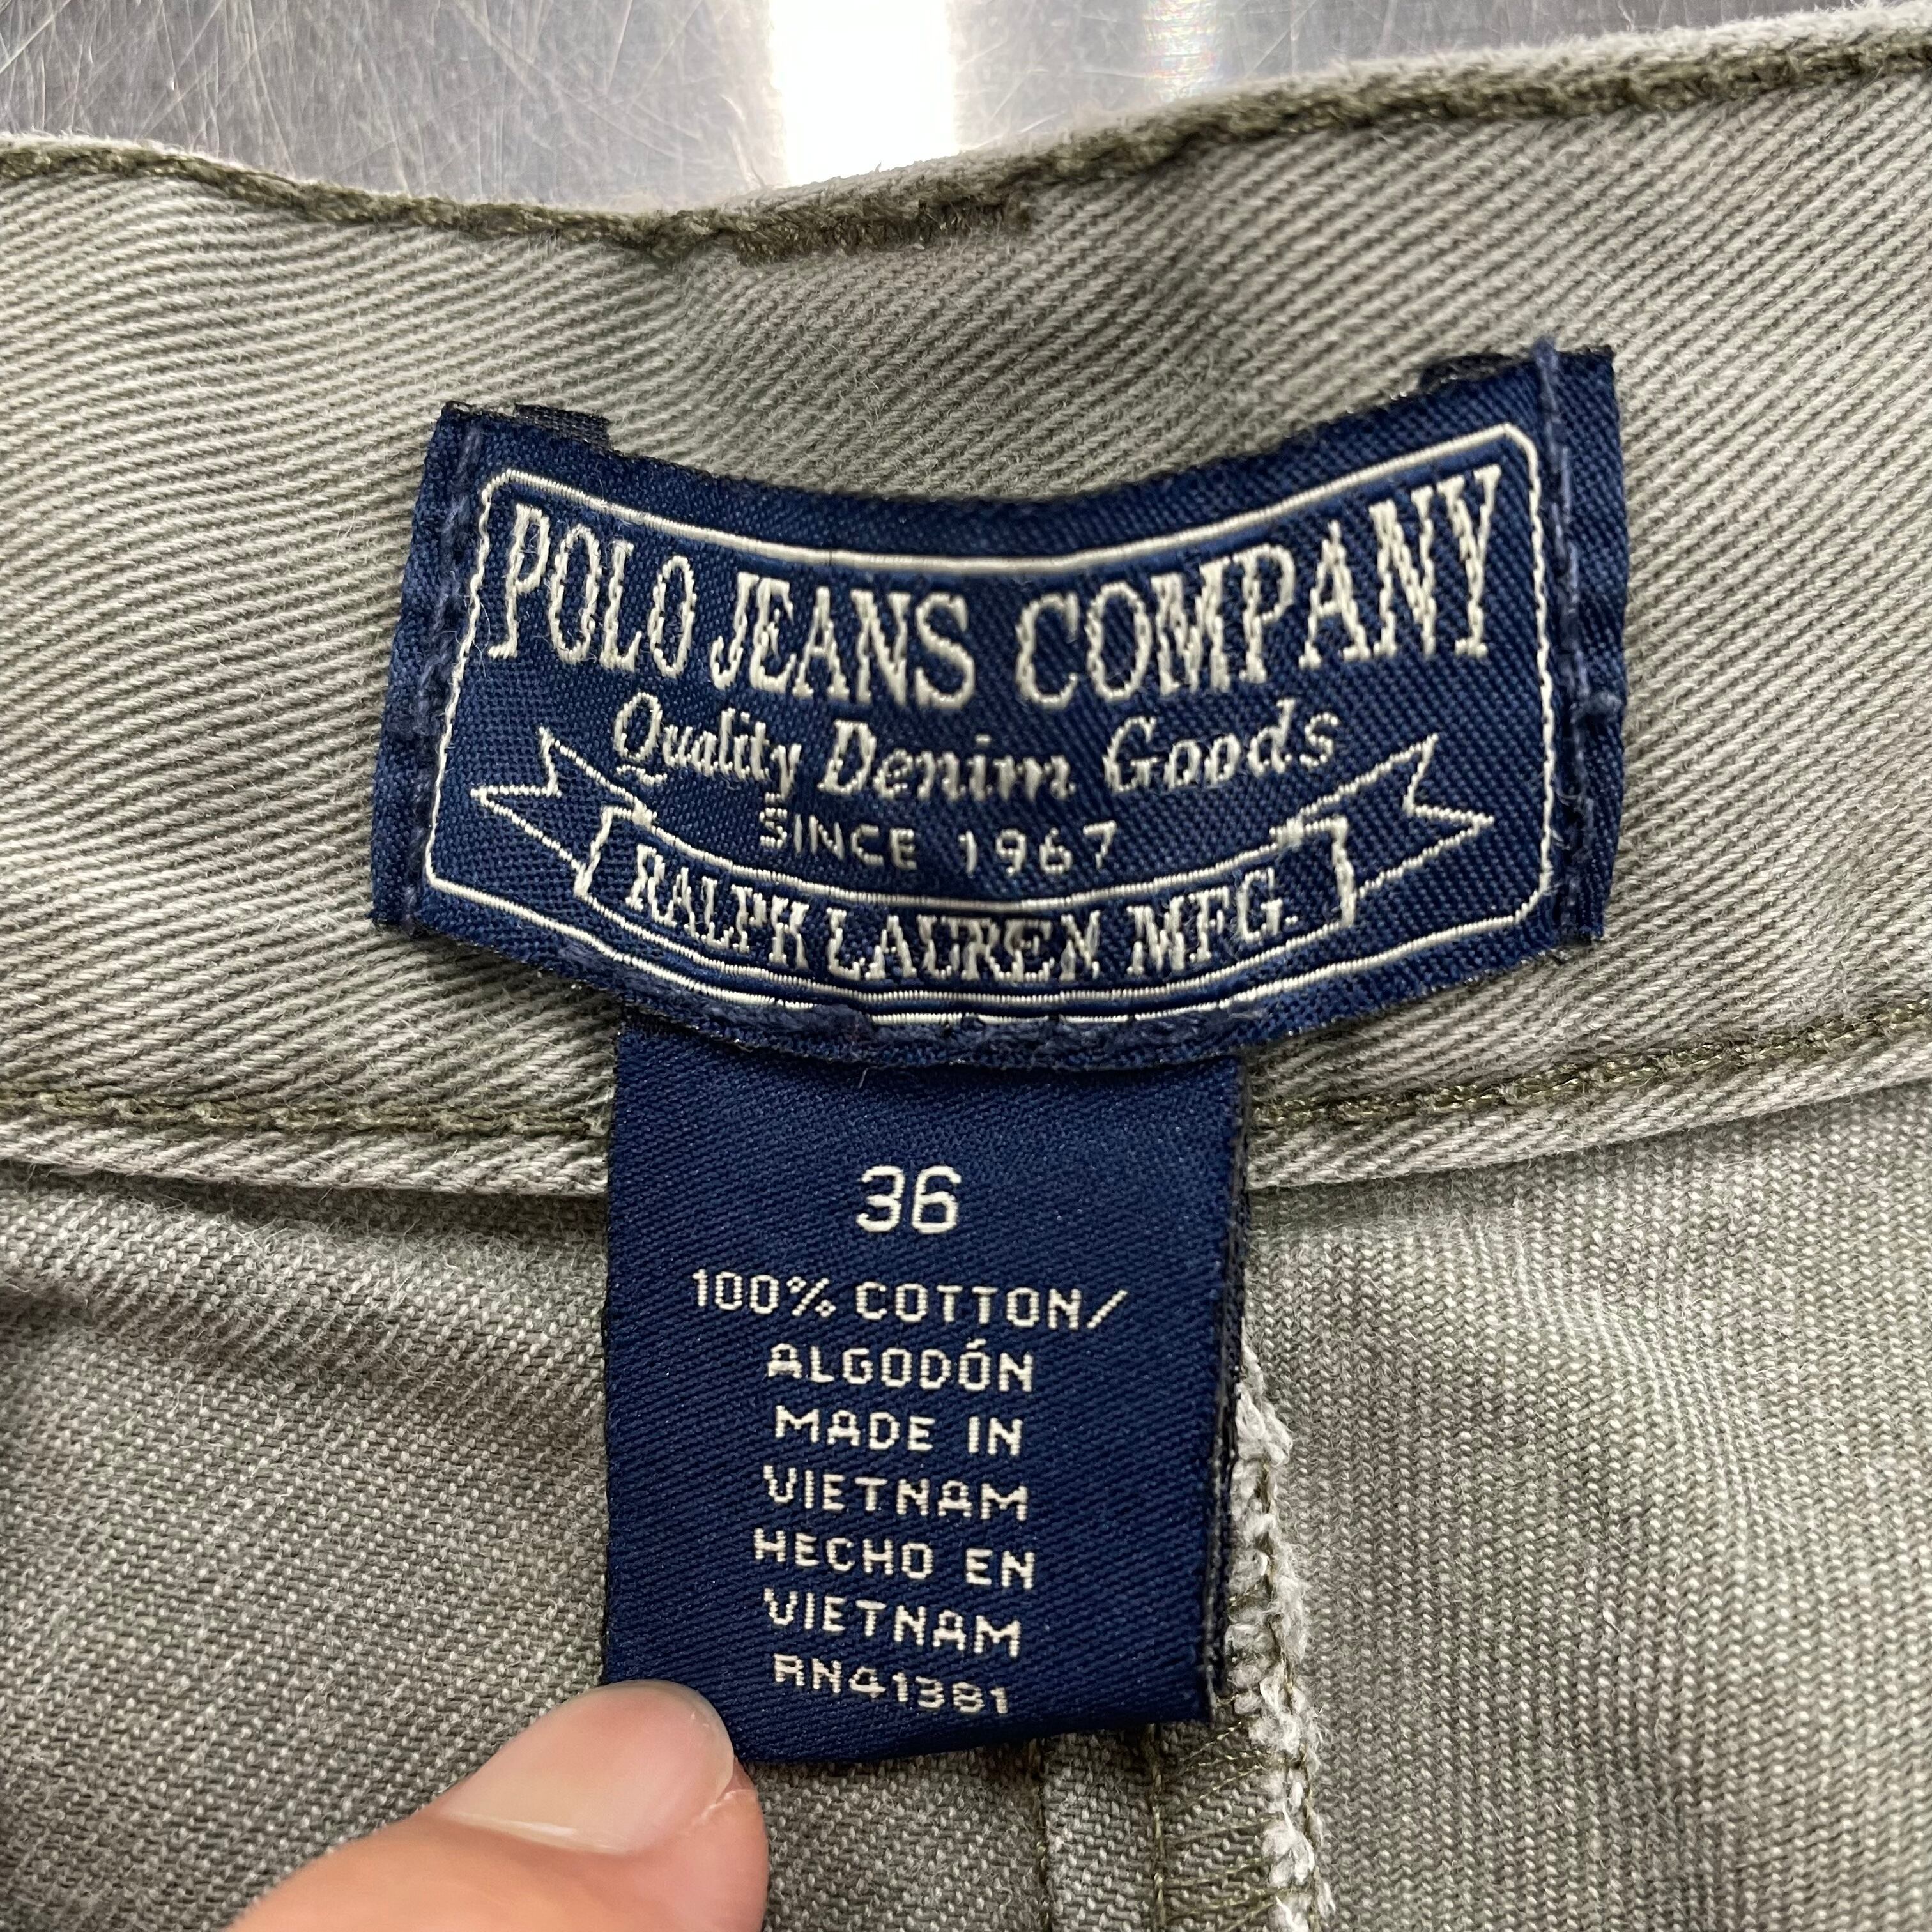 POLO JEANS COMPANY
Quality Denim Goods
SINCE 1967
RALPH LAUREN MFG.
36
100% COTTON/
ALGODÓN
MADE IN
VIETNAM
HECHO EN
VIETNAM
RN41381